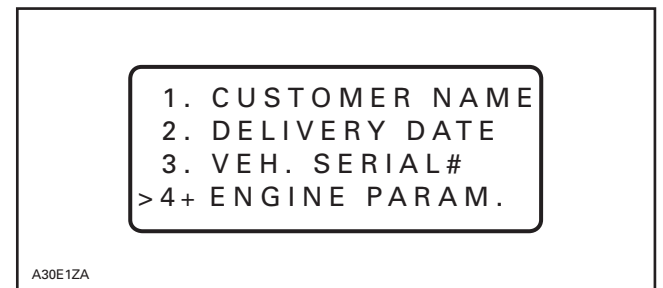 1. CUSTOMER NAME
2. DELIVERY DATE
3. VEH. SERIAL#
>4+ ENGINE PARAM.
A30E1ZA